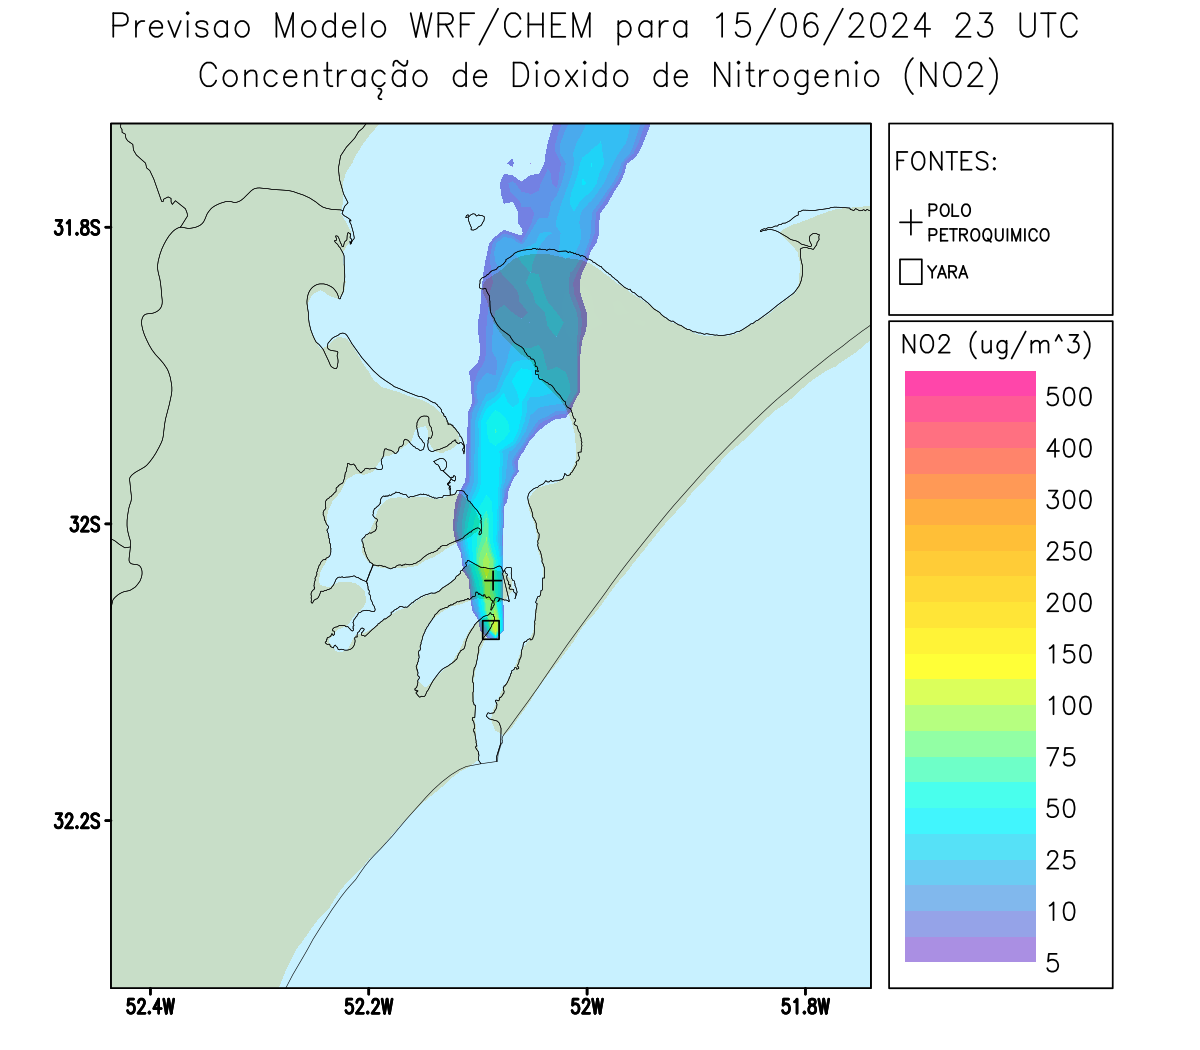 Previsao Modelo WRF/CHEM para 15/06/2024 23 UTC
Concentração de Dioxido de Nitrogenio (NO2)
FONTES:
POLO
PETROQUIMICO
YARA
NO2 (ug/m^3)
500
400
300
250
200
150
100
75
50
25
10
5
31.8S
32S
32.2S
52.4W
52.2W
52W
51.8W